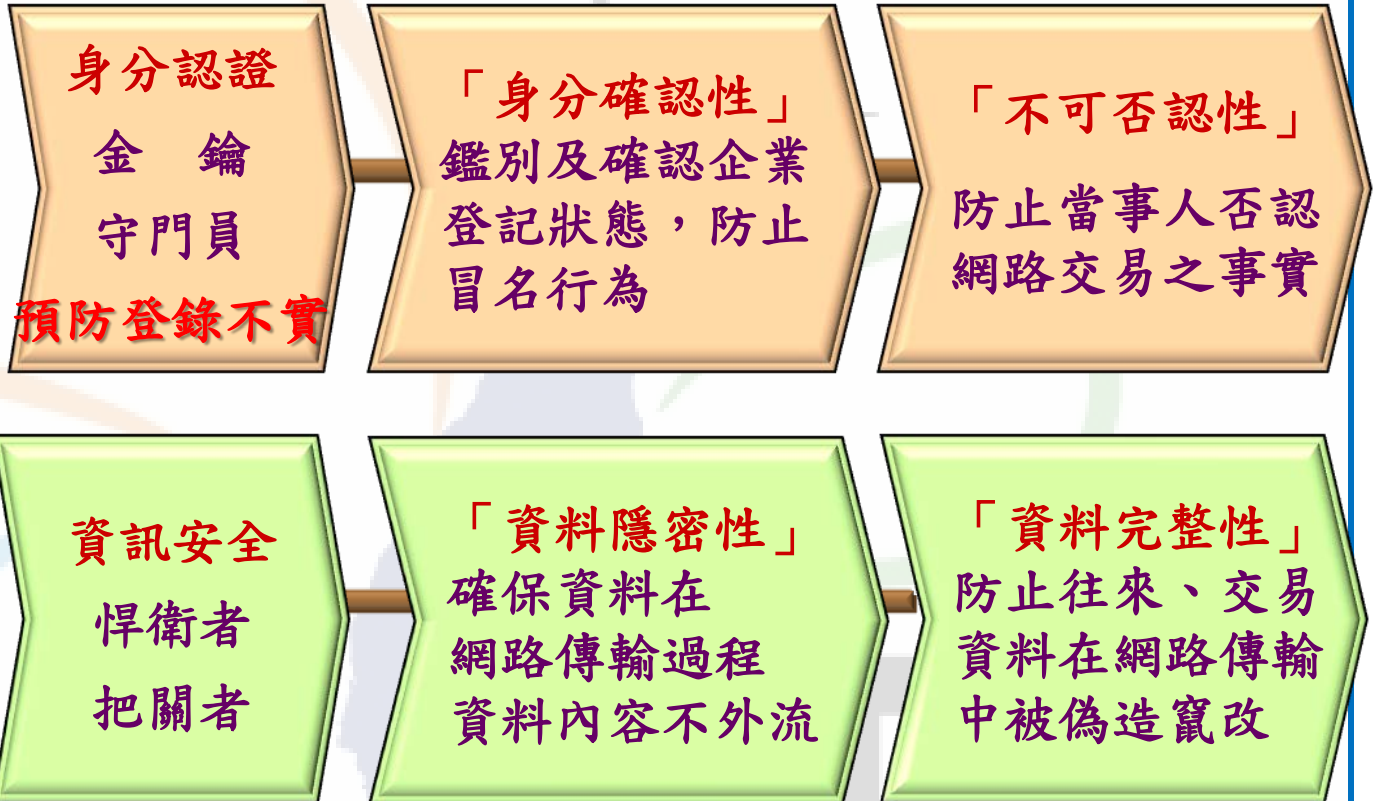 身分認證
金 鑰
守門員
預防登錄不實
「身分確認性」
鑑別及確認企業
登記狀態，防止
冒名行為
「不可否認性」
防止當事人否認
網路交易之事實
資訊安全
悍衛者
把關者
「資料隱密性」
確保資料在
網路傳輸過程
資料內容不外流
「資料完整性」
防止往來、交易
資料在網路傳輸
中被偽造竄改